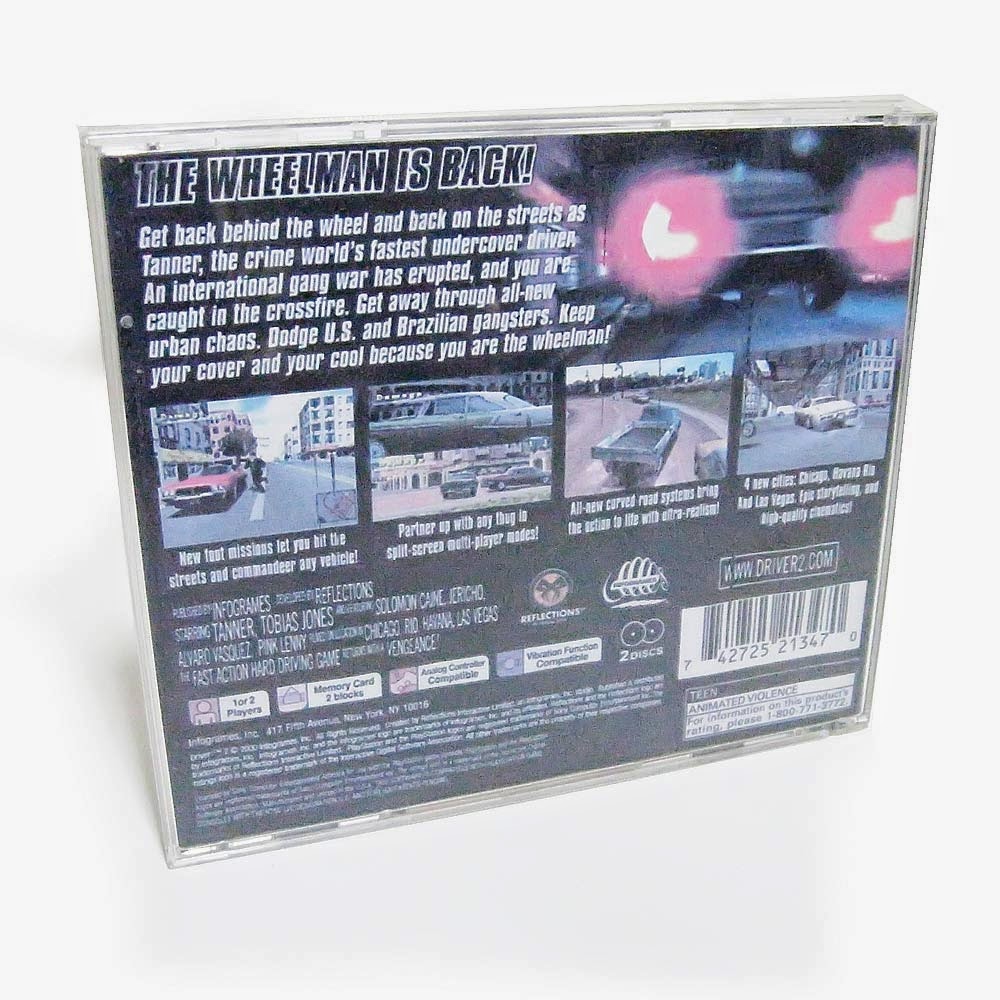 THE WHEELMAN IS BACK!
Get back behind the wheel and back on the streets as
Tanner, the crime world's fastest undercover driver.
An international gang war has erupted, and you are
caught in the crossfire. Get away through all-new
urban chaos. Dodge U.S. and Brazilian gangsters. Keep
your cover and your cool because you are the wheelman!
Damage
New foot missions let you hit the
streets and commandeer any vehicle!
Partner up with any thug in
split-screen multi-player modes!
All-new curved road systems bring
the action to life with ultra-realism!
4 new cities: Chicago, Havana Rio
And Las Vegas. Epic storytelling, and
high-quality cinematics!
PUBLISHED BY INFOGRAMES DEVELOPED BY REFLECTIONS
STARRING TANNER, TOBIAS JONES AND FEATURING SOLOMON CAINE, JERICHO,
ALVARO VASQUEZ, PINK LENNY FILMED ON LOCATION IN CHICAGO, RIO, HAVANA, LAS VEGAS
THE FAST ACTION HARD DRIVING GAME RETURNS WITH A VENGEANCE!
REFLECTIONS
2 DISCS
WWW.DRIVER2.COM
1 or 2
Players
Memory Card
2 blocks
Analog Controller
Compatible
Vibration Function
Compatible
7 42725 21347 0
TEEN
ANIMATED VIOLENCE
For information on this product's
rating, please 1-800-771-3772.
Infogrames, Inc. 417 Fifth Avenue, New York, NY 10016